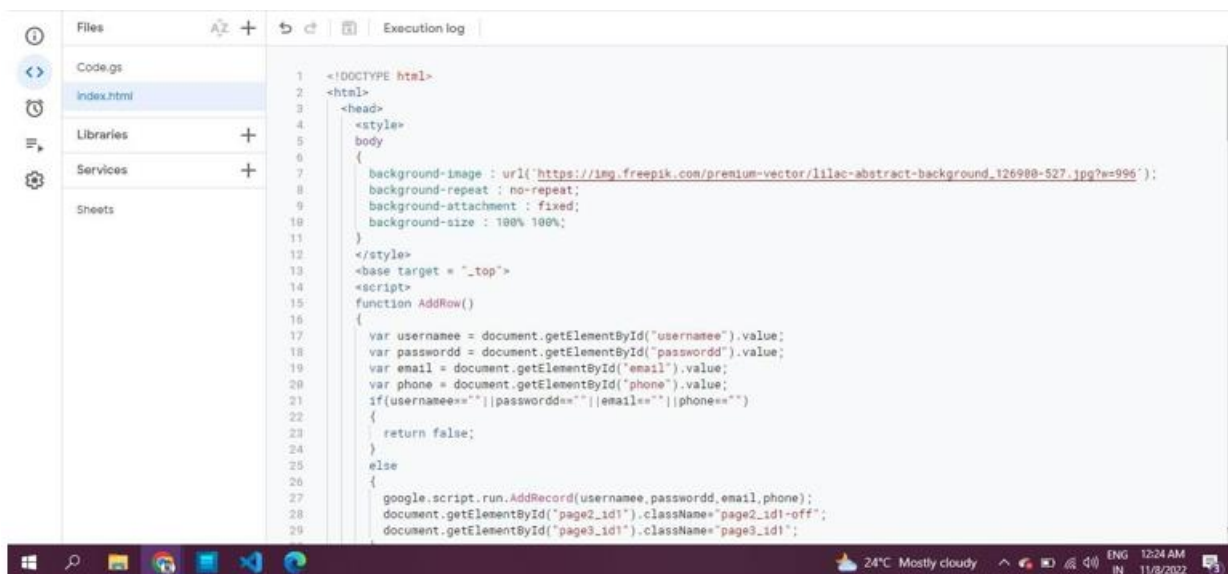 Files
Execution log
Code.gs
index.html
Libraries
Services
Sheets
1 <!DOCTYPE html>
2 <html>
3 <head>
4 <style>
5 body
6 {
7 background-image : url('https://img.freepik.com/premium-vector/lilac-abstract-background_126980-527.jpg?w=996');
8 background-repeat : no-repeat;
9 background-attachment : fixed;
10 background-size : 100% 100%;
11 }
12 </style>
13 <base target = "_top">
14 <script>
15 function AddRow()
16 {
17 var usernamee = document.getElementById("usernamee").value;
18 var passwordd = document.getElementById("passwordd").value;
19 var email = document.getElementById("email").value;
20 var phone = document.getElementById("phone").value;
21 if(usernamee==""||passwordd==""||email==""||phone=="")
22 {
23 return false;
24 }
25 else
26 {
27 google.script.run.AddRecord(usernamee,passwordd,email,phone);
28 document.getElementById("page2_id1").className="page2_id1-off";
29 document.getElementById("page3_id1").className="page3_id1";
24°C Mostly cloudy
ENG
IN
12:24 AM
11/8/2022